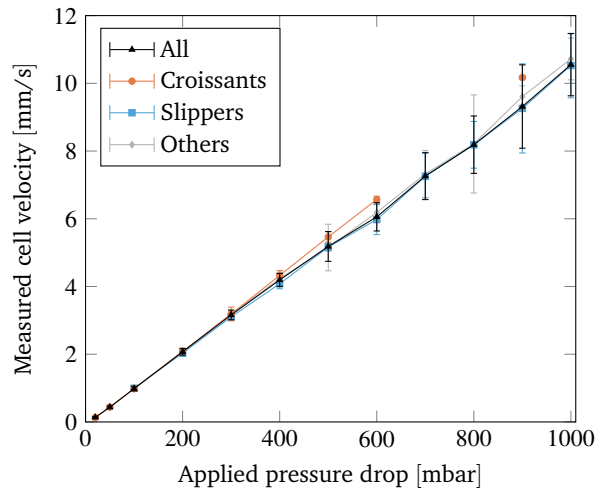 12
10
8
6
4
2
0
Measured cell velocity [mm/s]
All
Croissants
Slippers
Others
0 200 400 600 800 1000
Applied pressure drop [mbar]